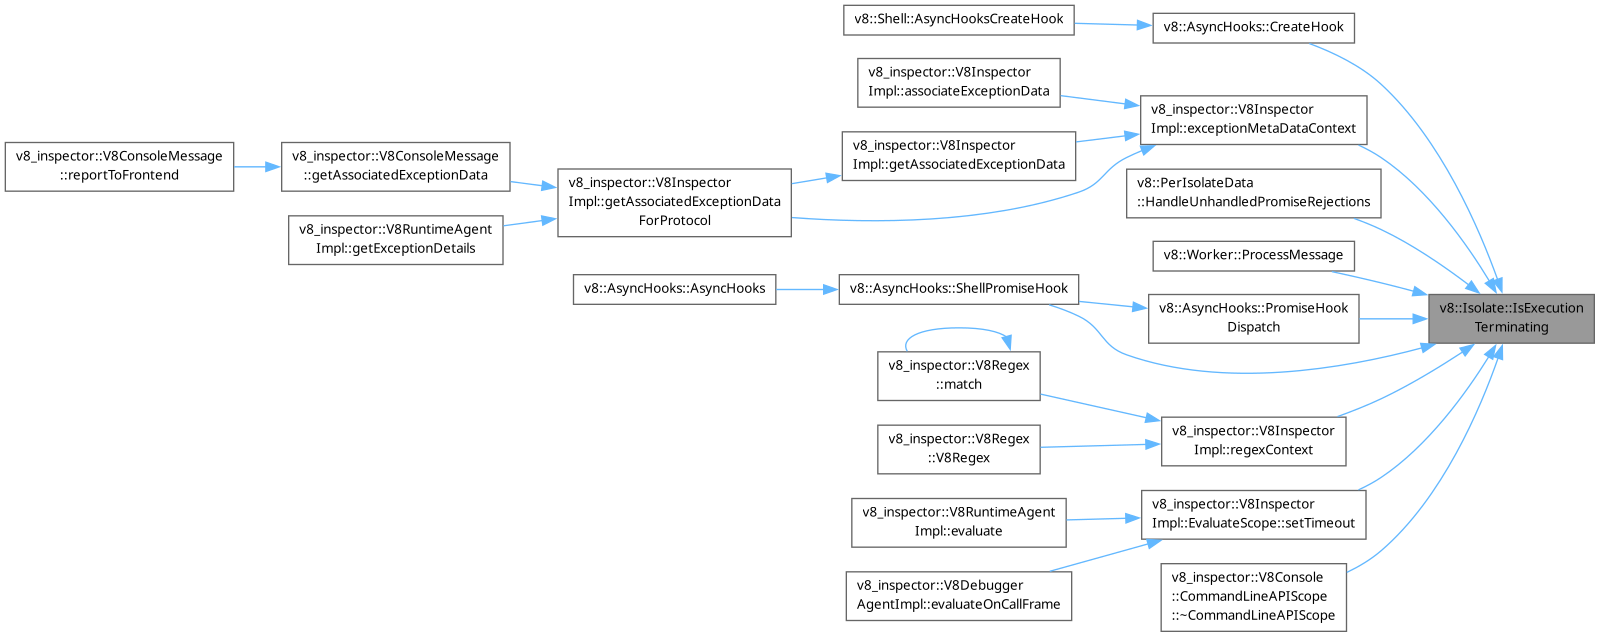 v8::Shell::AsyncHooksCreateHook
v8::AsyncHooks::CreateHook
v8_inspector::V8Inspector
Impl::associateExceptionData
v8_inspector::V8Inspector
Impl::exceptionMetaDataContext
v8_inspector::V8Inspector
Impl::getAssociatedExceptionData
v8_inspector::V8ConsoleMessage
::reportToFrontend
v8_inspector::V8ConsoleMessage
::getAssociatedExceptionData
v8_inspector::V8Inspector
Impl::getAssociatedExceptionData
ForProtocol
v8::PerIsolateData
::HandleUnhandledPromiseRejections
v8_inspector::V8RuntimeAgent
Impl::getExceptionDetails
v8::Worker::ProcessMessage
v8::AsyncHooks::AsyncHooks
v8::AsyncHooks::ShellPromiseHook
v8::AsyncHooks::PromiseHook
Dispatch
v8::Isolate::IsExecution
Terminating
v8_inspector::V8Regex
::match
v8_inspector::V8Regex
::V8Regex
v8_inspector::V8Inspector
Impl::regexContext
v8_inspector::V8RuntimeAgent
Impl::evaluate
v8_inspector::V8Inspector
Impl::EvaluateScope::setTimeout
v8_inspector::V8Debugger
AgentImpl::evaluateOnCallFrame
v8_inspector::V8Console
::CommandLineAPIScope
::~CommandLineAPIScope